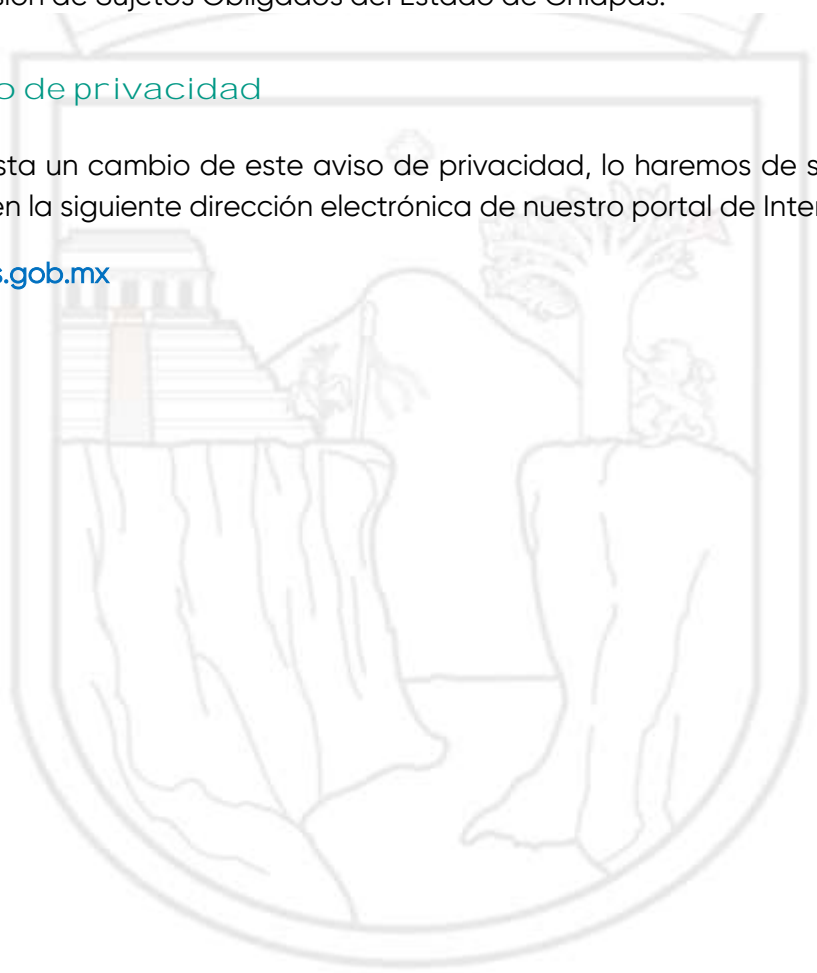 sión de Sujetos Obligados del Estado de Chiapas.
o de privacidad
sta un cambio de este aviso de privacidad, lo haremos de s
en la siguiente dirección electrónica de nuestro portal de Inter
s.gob.mx